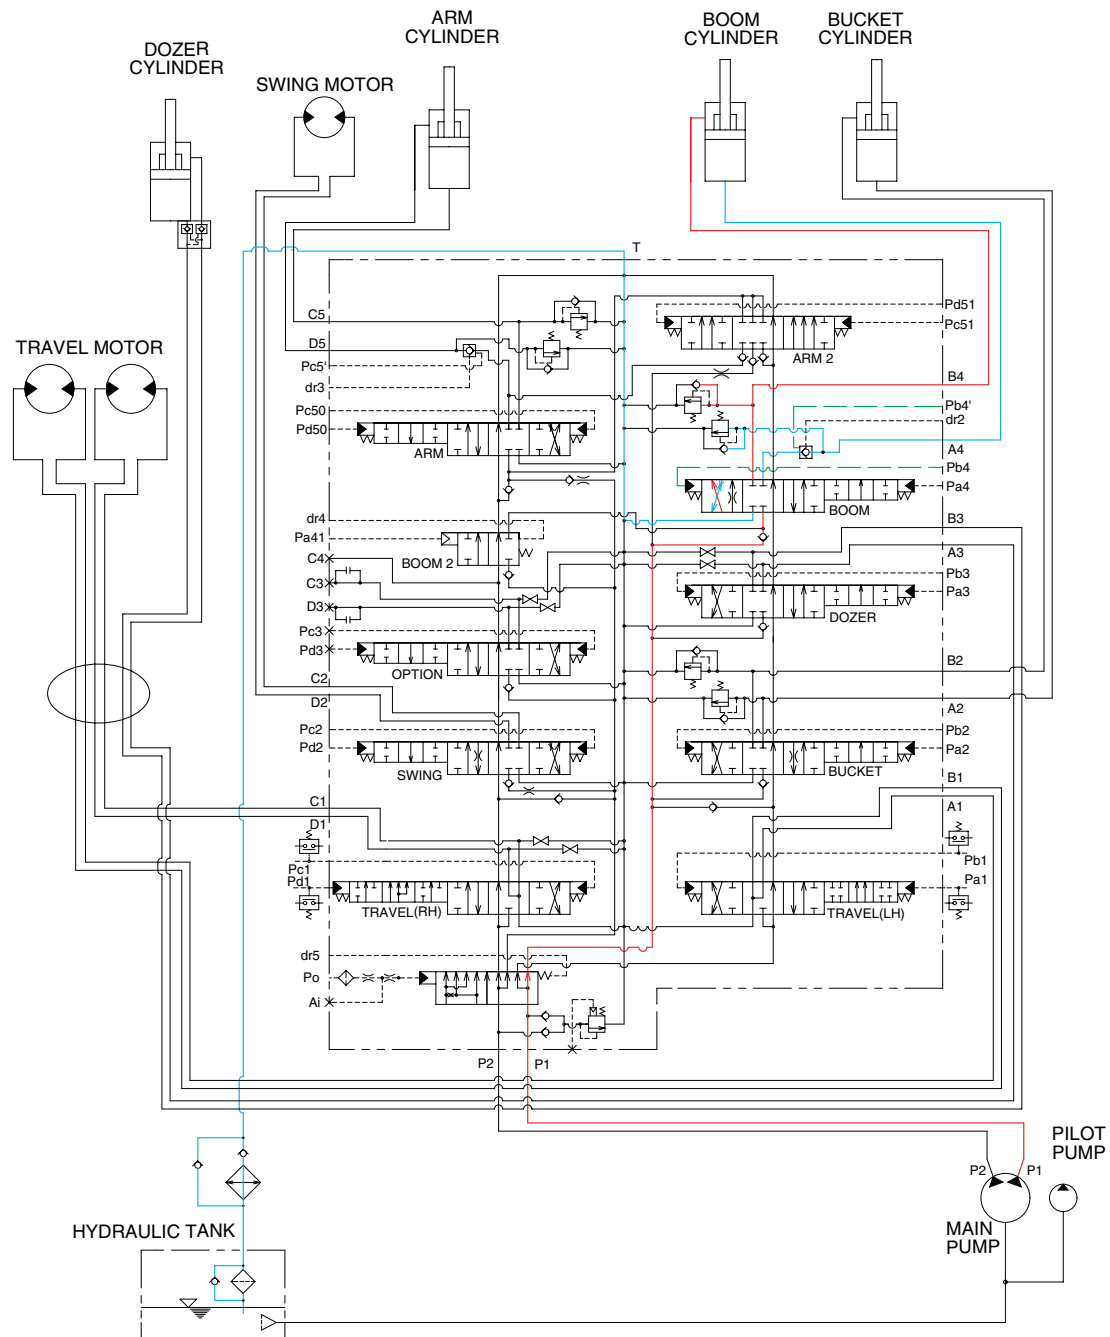 ARM
CYLINDER
BOOM
CYLINDER
BUCKET
CYLINDER
DOZER
CYLINDER
SWING MOTOR
TRAVEL MOTOR
T
C5
D5
Pc5'
dr3
Pc50
Pd50
ARM
dr4
Pa41
BOOM 2
C4
C3
D3
Pc3
Pd3
OPTION
C2
D2
Pc2
Pd2
SWING
C1
D1
Pc1
Pd1
TRAVEL(RH)
dr5
Po
Ai
Pd51
Pc51
ARM 2
B4
Pb4'
dr2
A4
Pb4
Pa4
BOOM
B3
A3
Pb3
Pa3
DOZER
B2
A2
Pb2
Pa2
BUCKET
B1
A1
Pb1
Pa1
TRAVEL(LH)
P2
P1
P2
P1
PILOT
PUMP
MAIN
PUMP
HYDRAULIC TANK